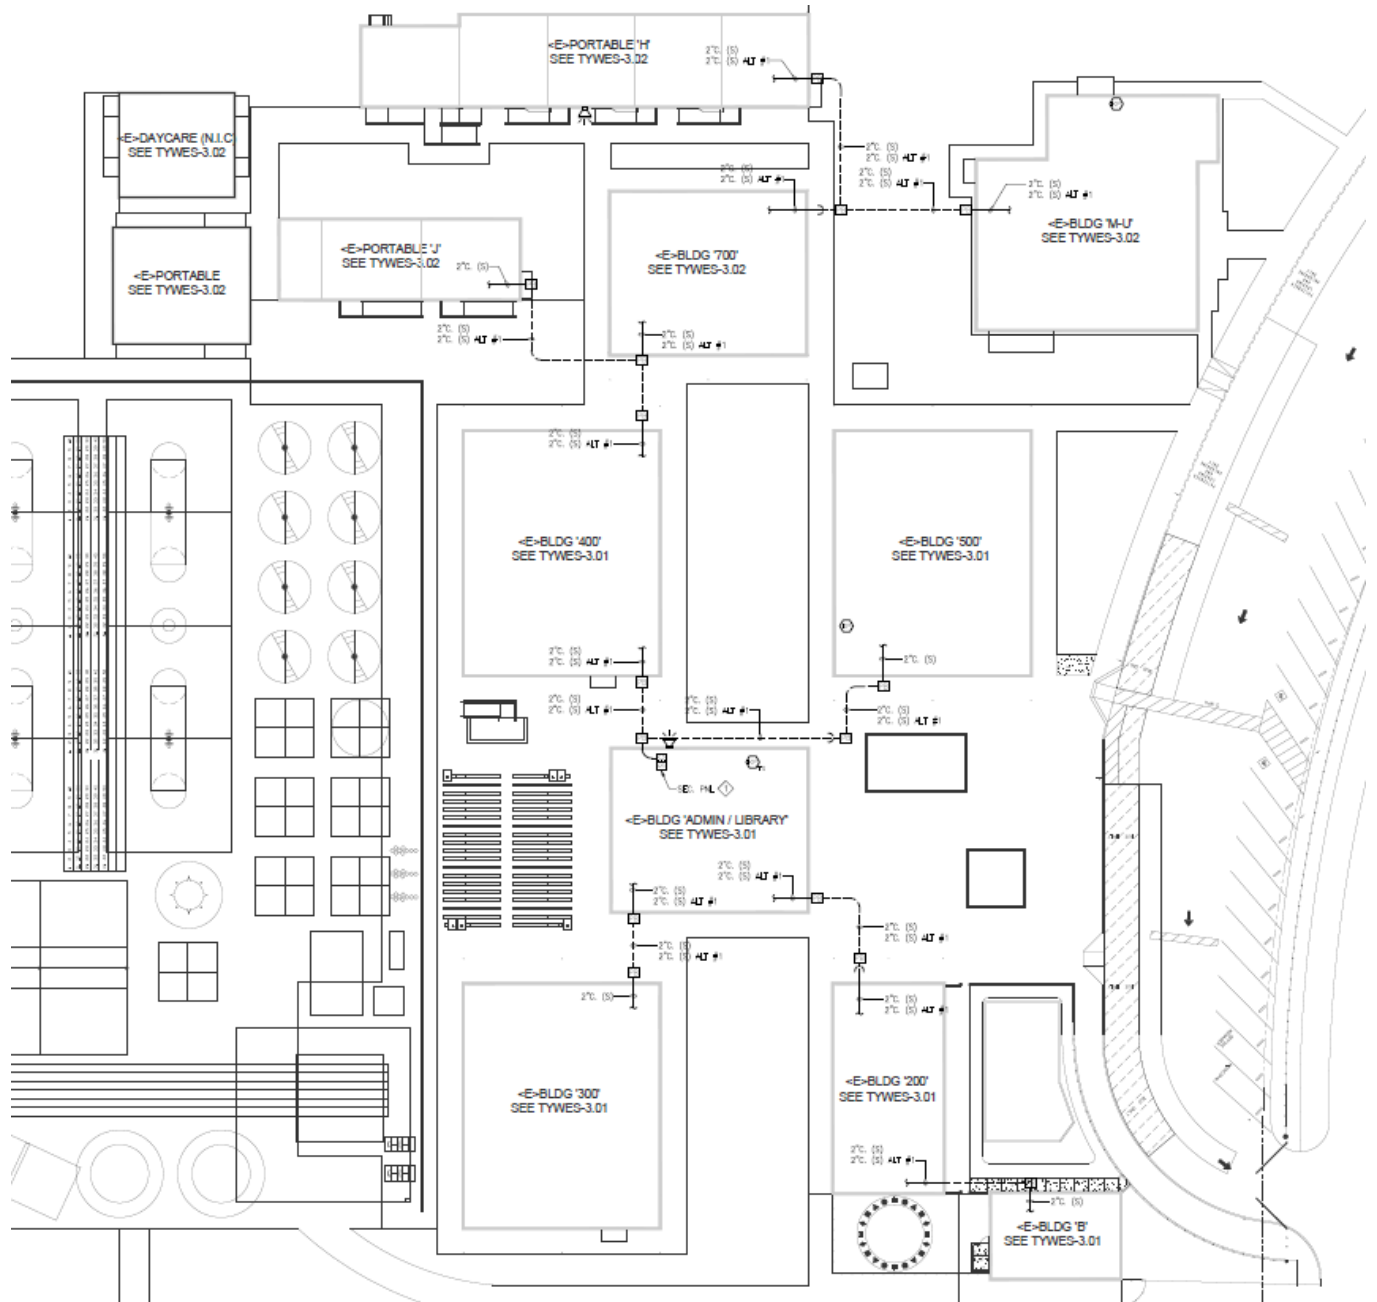 <E>PORTABLE 'H'
SEE TYWES-3.02
2"C. (S)
2"C. (S) ALT #1
<E>DAYCARE (N.I.C)
SEE TYWES-3.02
2"C. (S)
2"C. (S) ALT #1
2"C. (S)
2"C. (S) ALT #1
2"C. (S)
2"C. (S) ALT #1
2"C. (S)
2"C. (S) ALT #1
<E>BLDG 'M-U'
SEE TYWES-3.02
<E>PORTABLE 'J'
SEE TYWES-3.02
2"C. (S)
<E>BLDG '700'
SEE TYWES-3.02
<E>PORTABLE
SEE TYWES-3.02
2"C. (S)
2"C. (S) ALT #1
2"C. (S)
2"C. (S) ALT #1
2"C. (S)
2"C. (S) ALT #1
<E>BLDG '400'
SEE TYWES-3.01
<E>BLDG '500'
SEE TYWES-3.01
2"C. (S)
2"C. (S) ALT #1
2"C. (S)
2"C. (S)
2"C. (S) ALT #1
2"C. (S)
2"C. (S) ALT #1
2"C. (S)
2"C. (S) ALT #1
SEC. PNL 1
<E>BLDG 'ADMIN / LIBRARY'
SEE TYWES-3.01
2"C. (S)
2"C. (S) ALT #1
2"C. (S)
2"C. (S) ALT #1
2"C. (S)
2"C. (S) ALT #1
2"C. (S)
2"C. (S) ALT #1
2"C. (S)
2"C. (S)
2"C. (S) ALT #1
<E>BLDG '300'
SEE TYWES-3.01
<E>BLDG '200'
SEE TYWES-3.01
2"C. (S)
2"C. (S) ALT #1
2"C. (S)
<E>BLDG 'B'
SEE TYWES-3.01